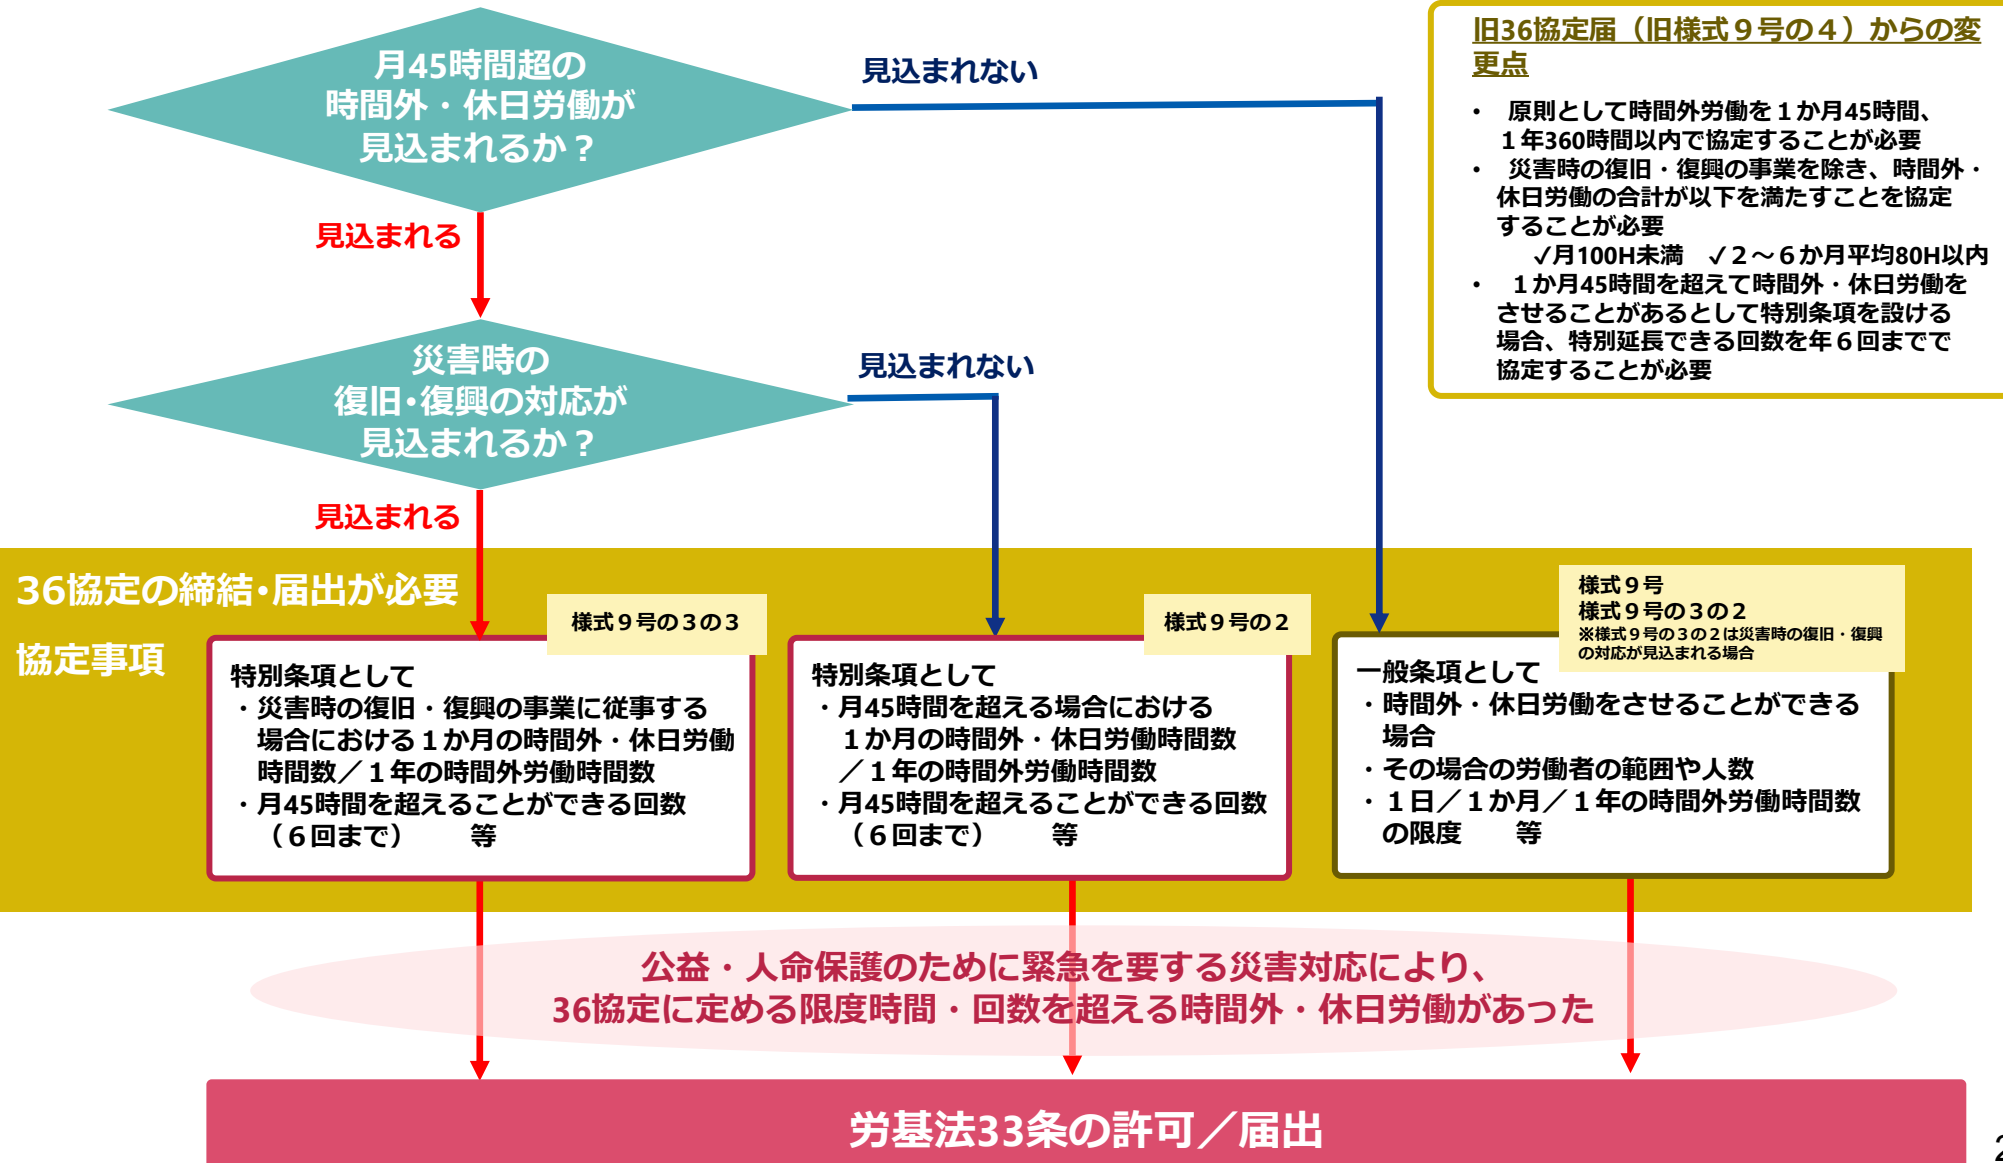 月45時間超の
時間外・休日労働が
見込まれるか？
見込まれない
見込まれる
災害時の
復旧・復興の対応が
見込まれるか？
見込まれない
見込まれる
旧36協定届（旧様式９号の４）からの変
更点
・ 原則として時間外労働を１か月45時間、
１年360時間以内で協定することが必要
・ 災害時の復旧・復興の事業を除き、時間外・
休日労働の合計が以下を満たすことを協定
することが必要
✓月100H未満 ✓２～６か月平均80H以内
・ １か月45時間を超えて時間外・休日労働を
させることがあるとして特別条項を設ける
場合、特別延長できる回数を年６回までで
協定することが必要
36協定の締結・届出が必要
協定事項
様式９号の３の３
特別条項として
・災害時の復旧・復興の事業に従事する
場合における１か月の時間外・休日労働
時間数／１年の時間外労働時間数
・月45時間を超えることができる回数
（６回まで） 等
様式９号の２
特別条項として
・月45時間を超える場合における
１か月の時間外・休日労働時間数
／１年の時間外労働時間数
・月45時間を超えることができる回数
（６回まで） 等
様式９号
様式９号の３の２
※様式９号の３の２は災害時の復旧・復興
の対応が見込まれる場合
一般条項として
・時間外・休日労働をさせることができる
場合
・その場合の労働者の範囲や人数
・１日／１か月／１年の時間外労働時間数
の限度 等
公益・人命保護のために緊急を要する災害対応により、
36協定に定める限度時間・回数を超える時間外・休日労働があった
労基法33条の許可／届出